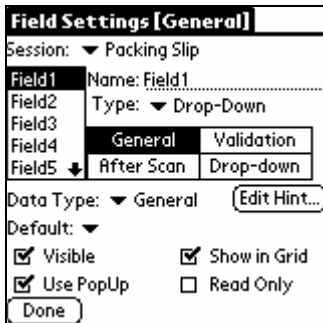 Field Settings [General]
Session: Packing Slip
Field1
Field2
Field3
Field4
Field5
Name: Field1
Type: Drop-Down
General Validation
After Scan Drop-down
Data Type: General Edit Hint...
Default:
Visible Show in Grid
Use PopUp Read Only
Done